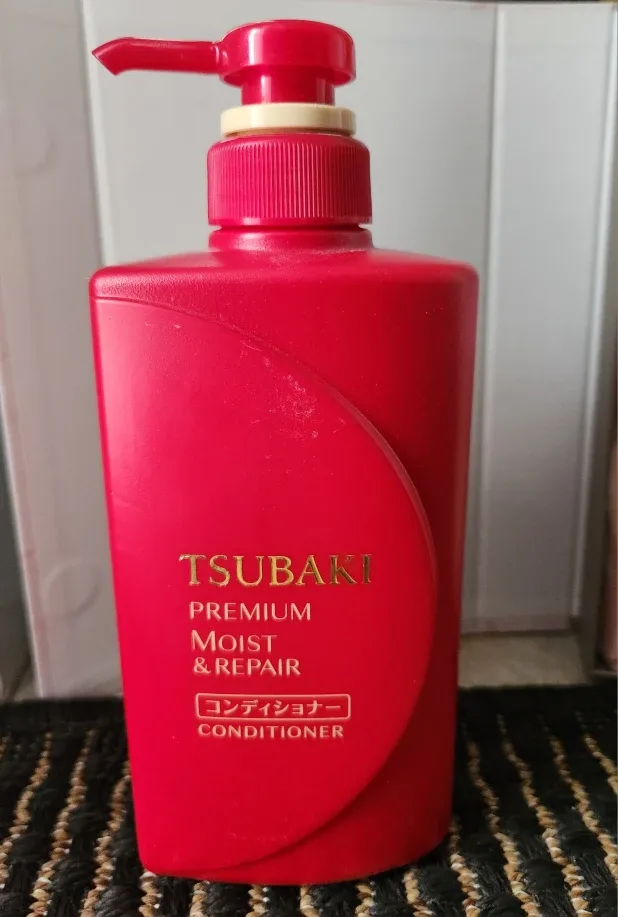 TSUBAKI
PREMIUM
MOIST
& REPAIR
コンディショナー
CONDITIONER